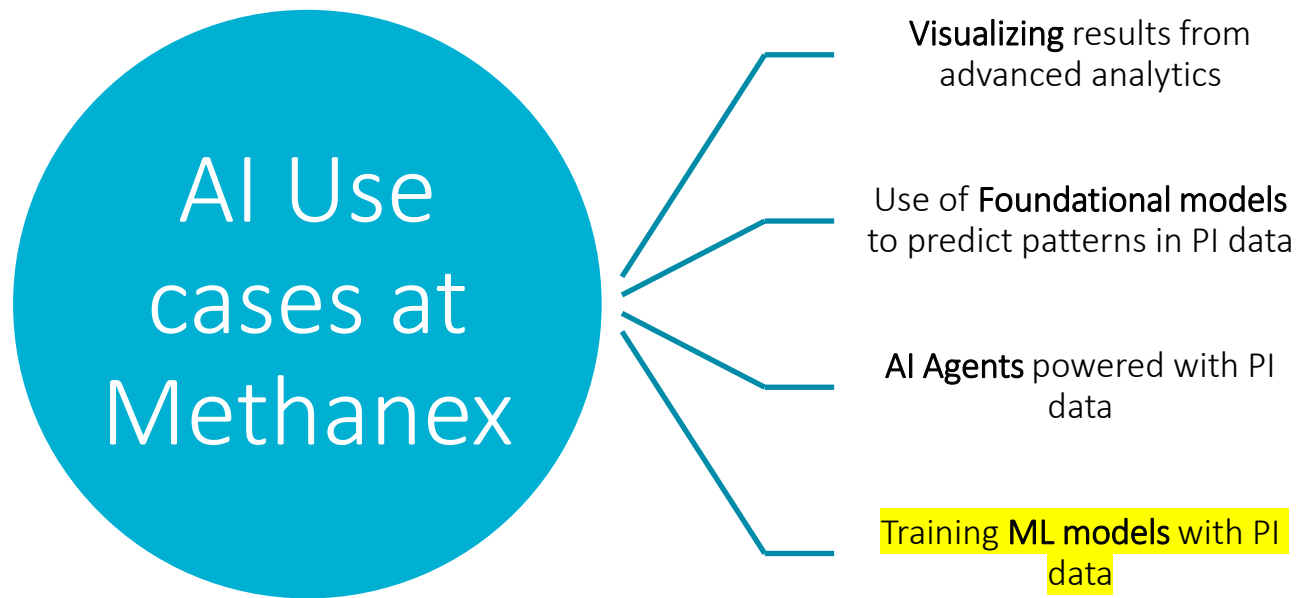 AI Use
cases at
Methanex
Visualizing results from
advanced analytics
Use of Foundational models
to predict patterns in PI data
AI Agents powered with PI
data
Training ML models with PI
data